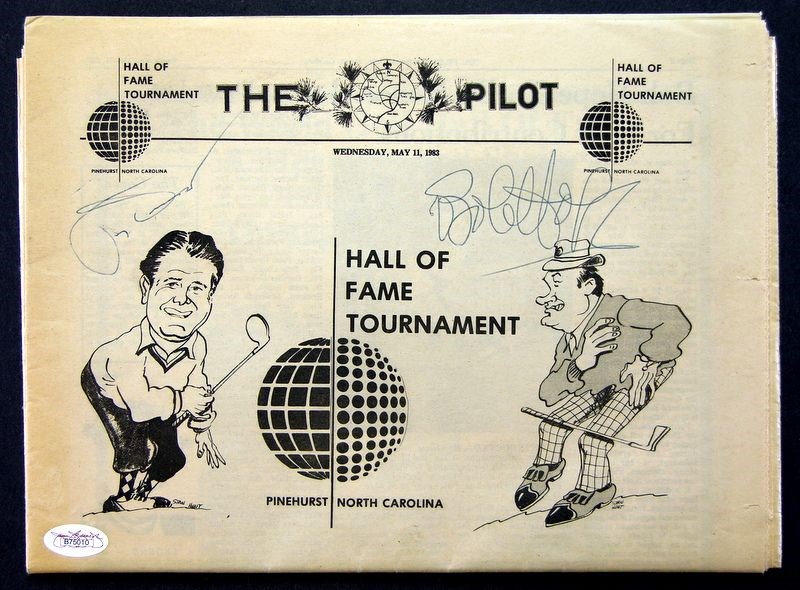 HALL OF
FAME
TOURNAMENT
PINEHURST NORTH CAROLINA
THE PILOT
HALL OF
FAME
TOURNAMENT
PINEHURST NORTH CAROLINA
WEDNESDAY, MAY 11, 1983
HALL OF
FAME
TOURNAMENT
PINEHURST NORTH CAROLINA
B75010